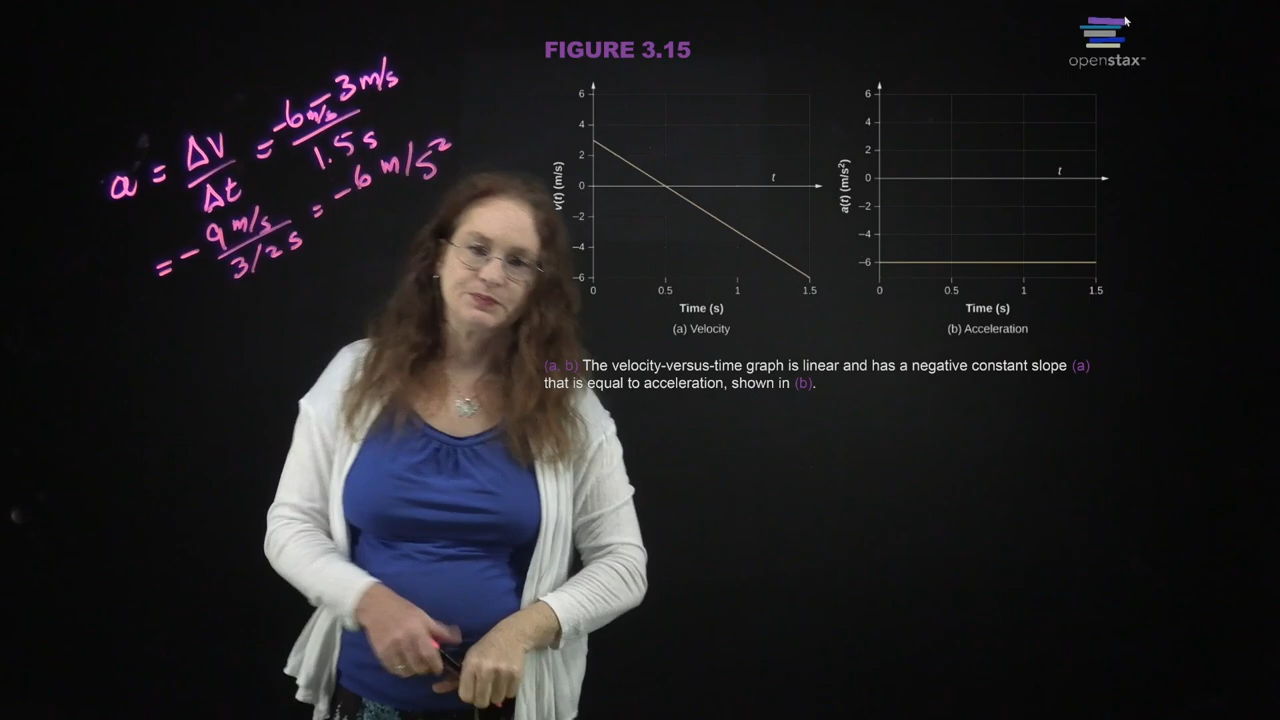 FIGURE 3.15
openstax™
a = Δv/Δt = -6 m/s - 3 m/s / 1.5 s
= - 9 m/s / 3/2 s = -6 m/s²
6
4
2
0
-2
-4
-6
v(t) (m/s)
t
0 0.5 1 1.5
Time (s)
(a) Velocity
6
4
2
0
-2
-4
-6
a(t) (m/s²)
t
0 0.5 1 1.5
Time (s)
(b) Acceleration
(a, b) The velocity-versus-time graph is linear and has a negative constant slope (a)
that is equal to acceleration, shown in (b).